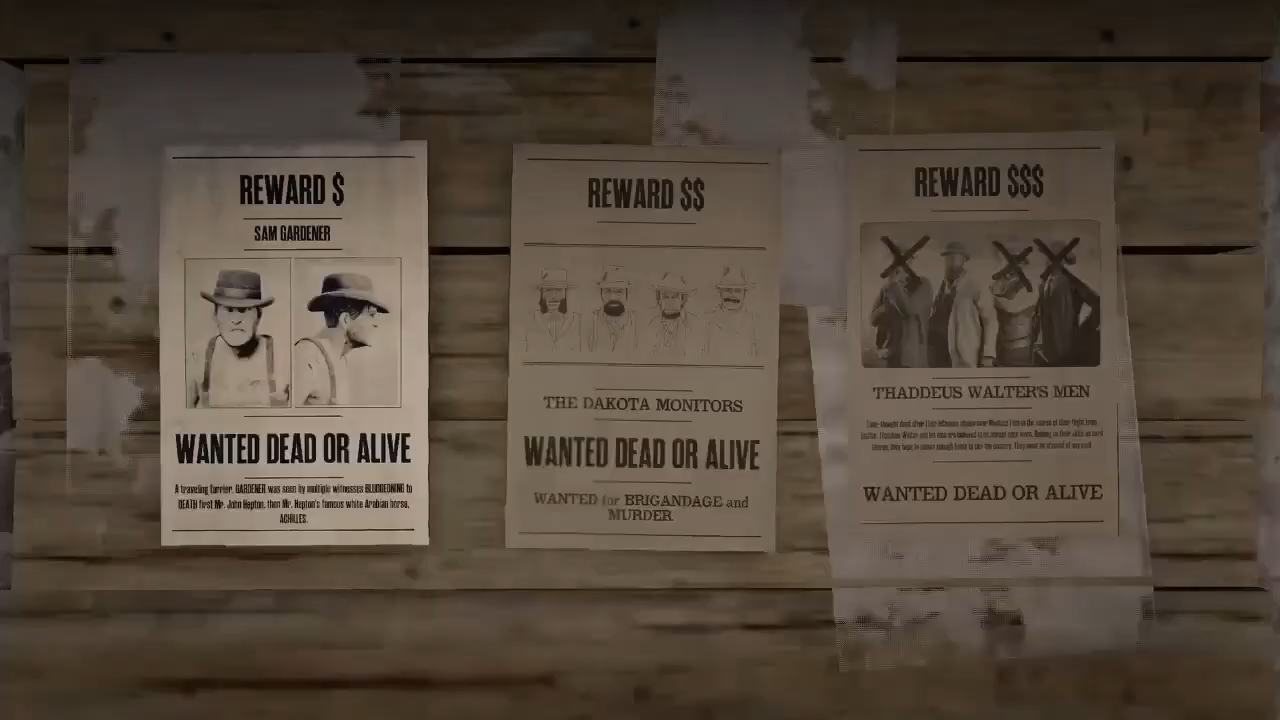 REWARD $
SAM GARDENER
WANTED DEAD OR ALIVE
A traveling farrier, GARDENER was seen by multiple witnesses BLUDGEONING to
DEATH first Mr. John Hepton, then Mr. Hepton's famous white Arabian horse,
ACHILLES.
REWARD $$
THE DAKOTA MONITORS
WANTED DEAD OR ALIVE
WANTED for BRIGANDAGE and
MURDER
REWARD $$$
THADDEUS WALTER'S MEN
WANTED DEAD OR ALIVE